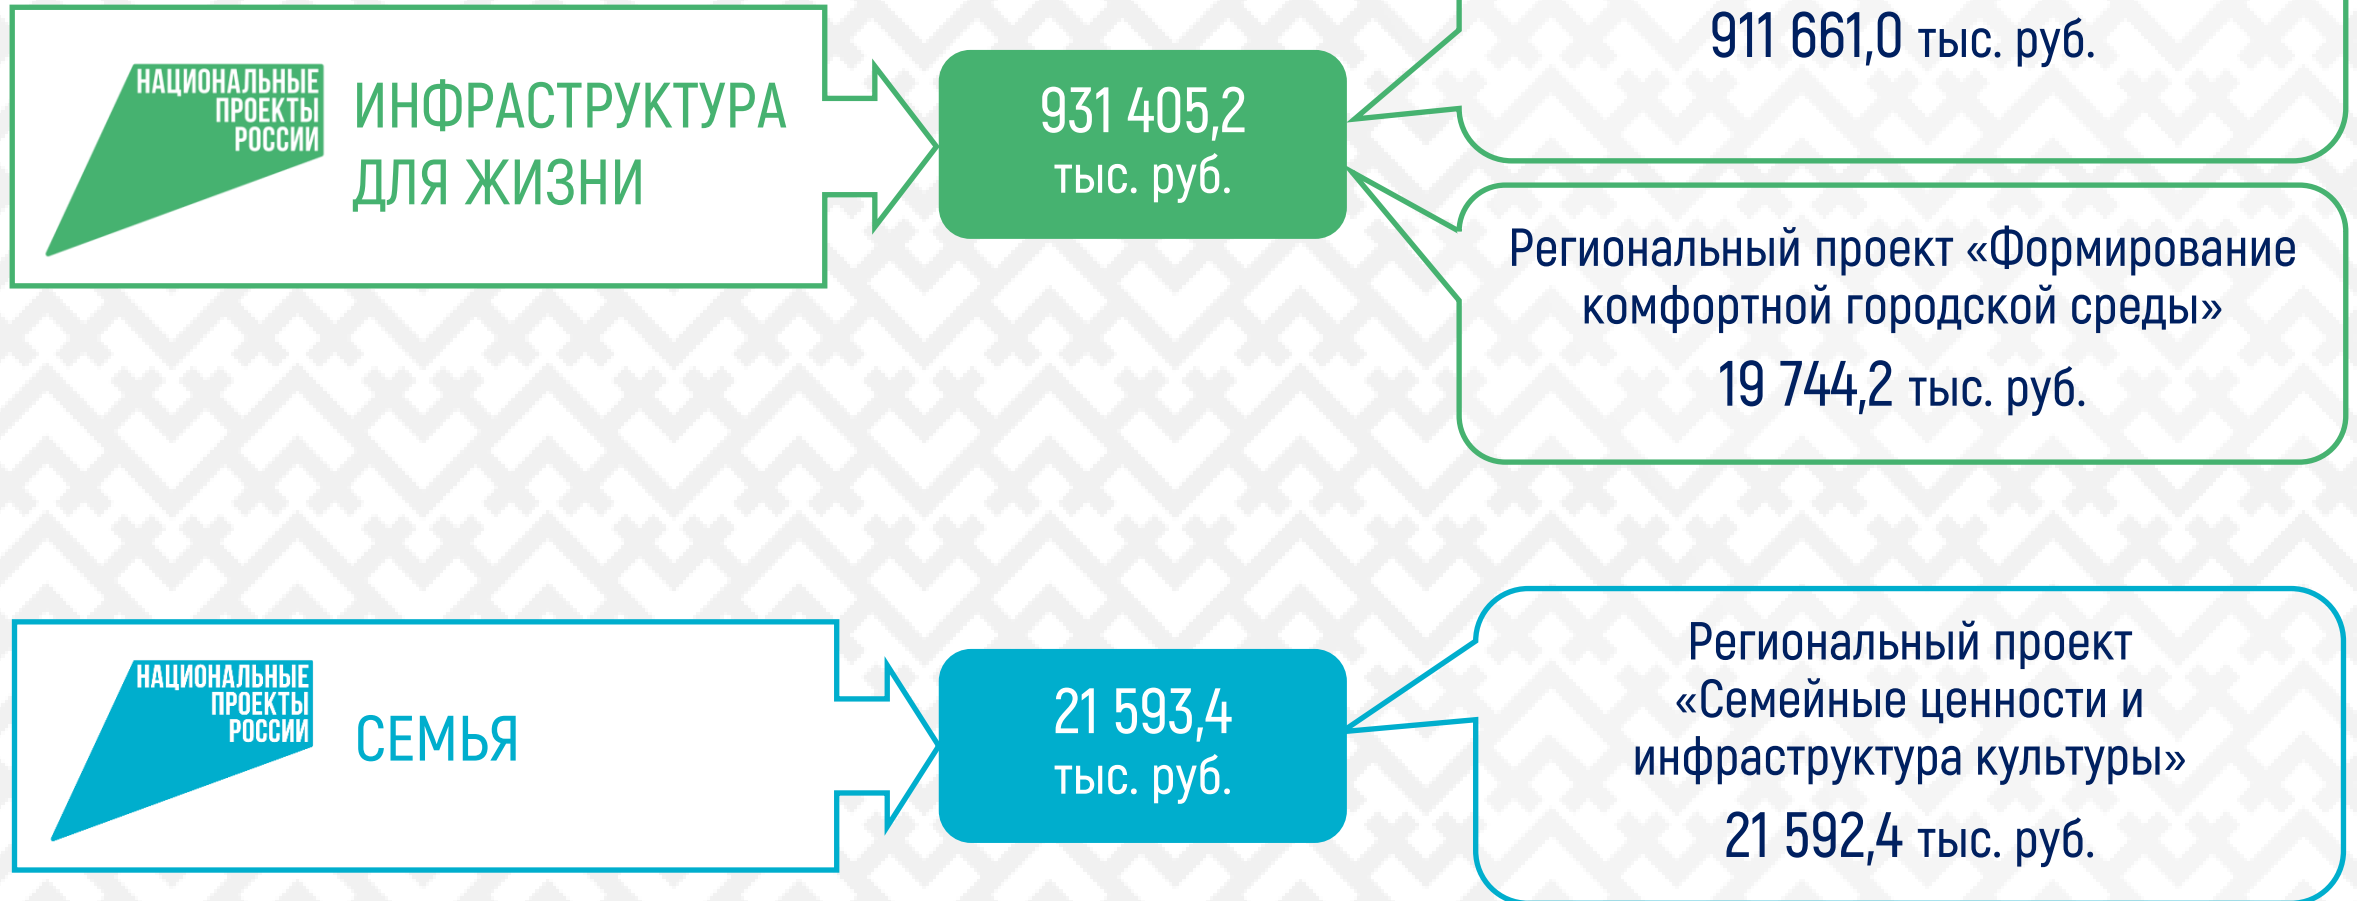 НАЦИОНАЛЬНЫЕ
ПРОЕКТЫ
РОССИИ
ИНФРАСТРУКТУРА
ДЛЯ ЖИЗНИ
931 405,2
тыс. руб.
911 661,0 тыс. руб.
Региональный проект «Формирование
комфортной городской среды»
19 744,2 тыс. руб.
НАЦИОНАЛЬНЫЕ
ПРОЕКТЫ
РОССИИ
СЕМЬЯ
21 593,4
тыс. руб.
Региональный проект
«Семейные ценности и
инфраструктура культуры»
21 592,4 тыс. руб.